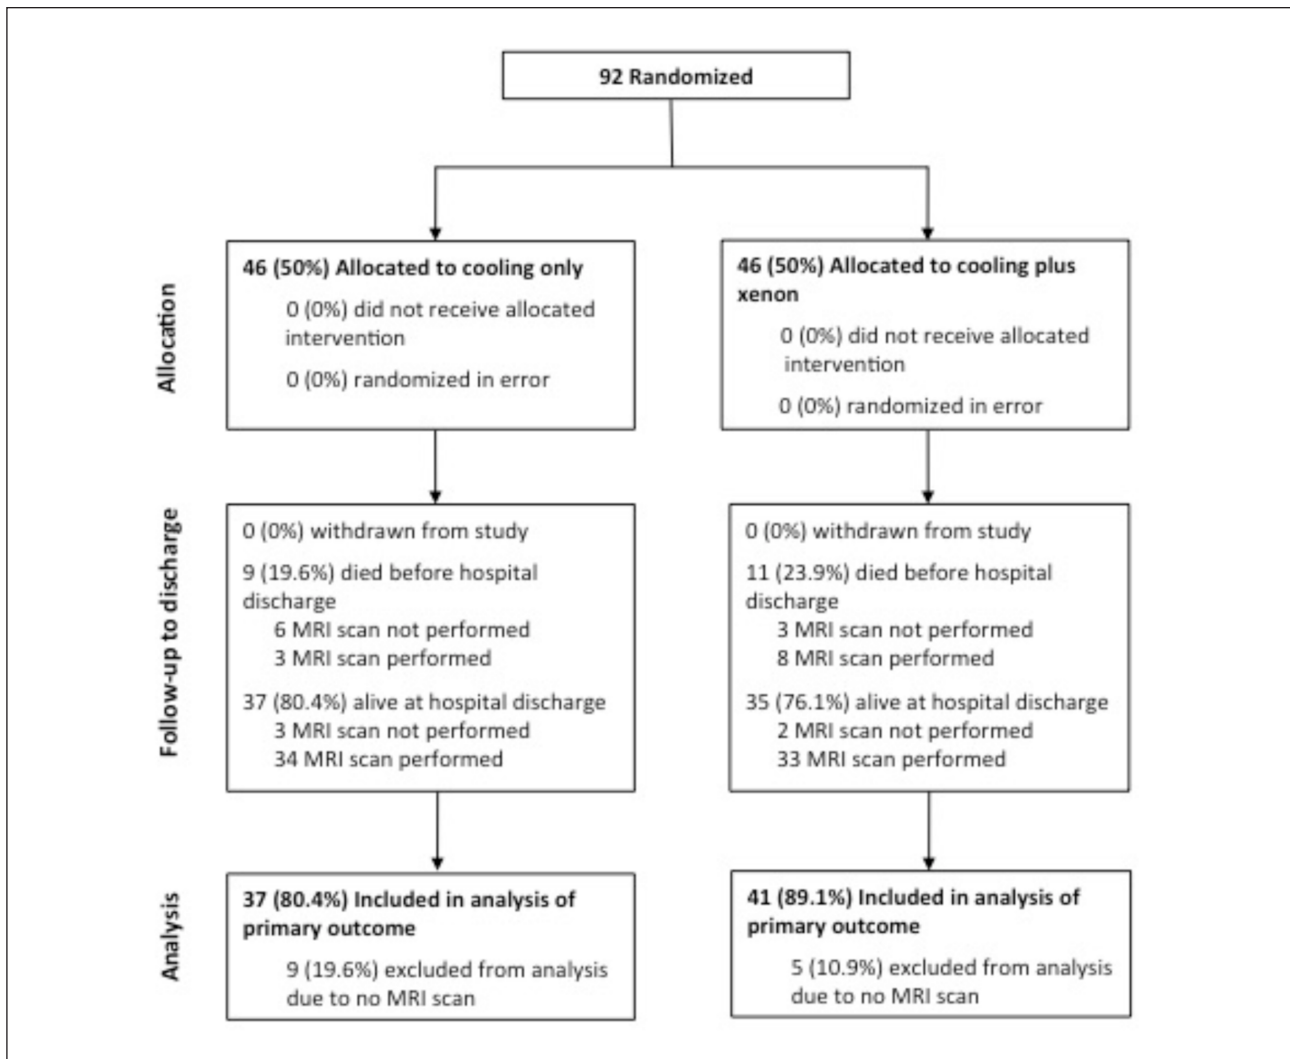 92 Randomized
Allocation
46 (50%) Allocated to cooling only
0 (0%) did not receive allocated
intervention
0 (0%) randomized in error
46 (50%) Allocated to cooling plus
xenon
0 (0%) did not receive allocated
intervention
0 (0%) randomized in error
Follow-up to discharge
0 (0%) withdrawn from study
9 (19.6%) died before hospital
discharge
6 MRI scan not performed
3 MRI scan performed
37 (80.4%) alive at hospital discharge
3 MRI scan not performed
34 MRI scan performed
0 (0%) withdrawn from study
11 (23.9%) died before hospital
discharge
3 MRI scan not performed
8 MRI scan performed
35 (76.1%) alive at hospital discharge
2 MRI scan not performed
33 MRI scan performed
Analysis
37 (80.4%) Included in analysis of
primary outcome
9 (19.6%) excluded from analysis
due to no MRI scan
41 (89.1%) Included in analysis of
primary outcome
5 (10.9%) excluded from analysis
due to no MRI scan